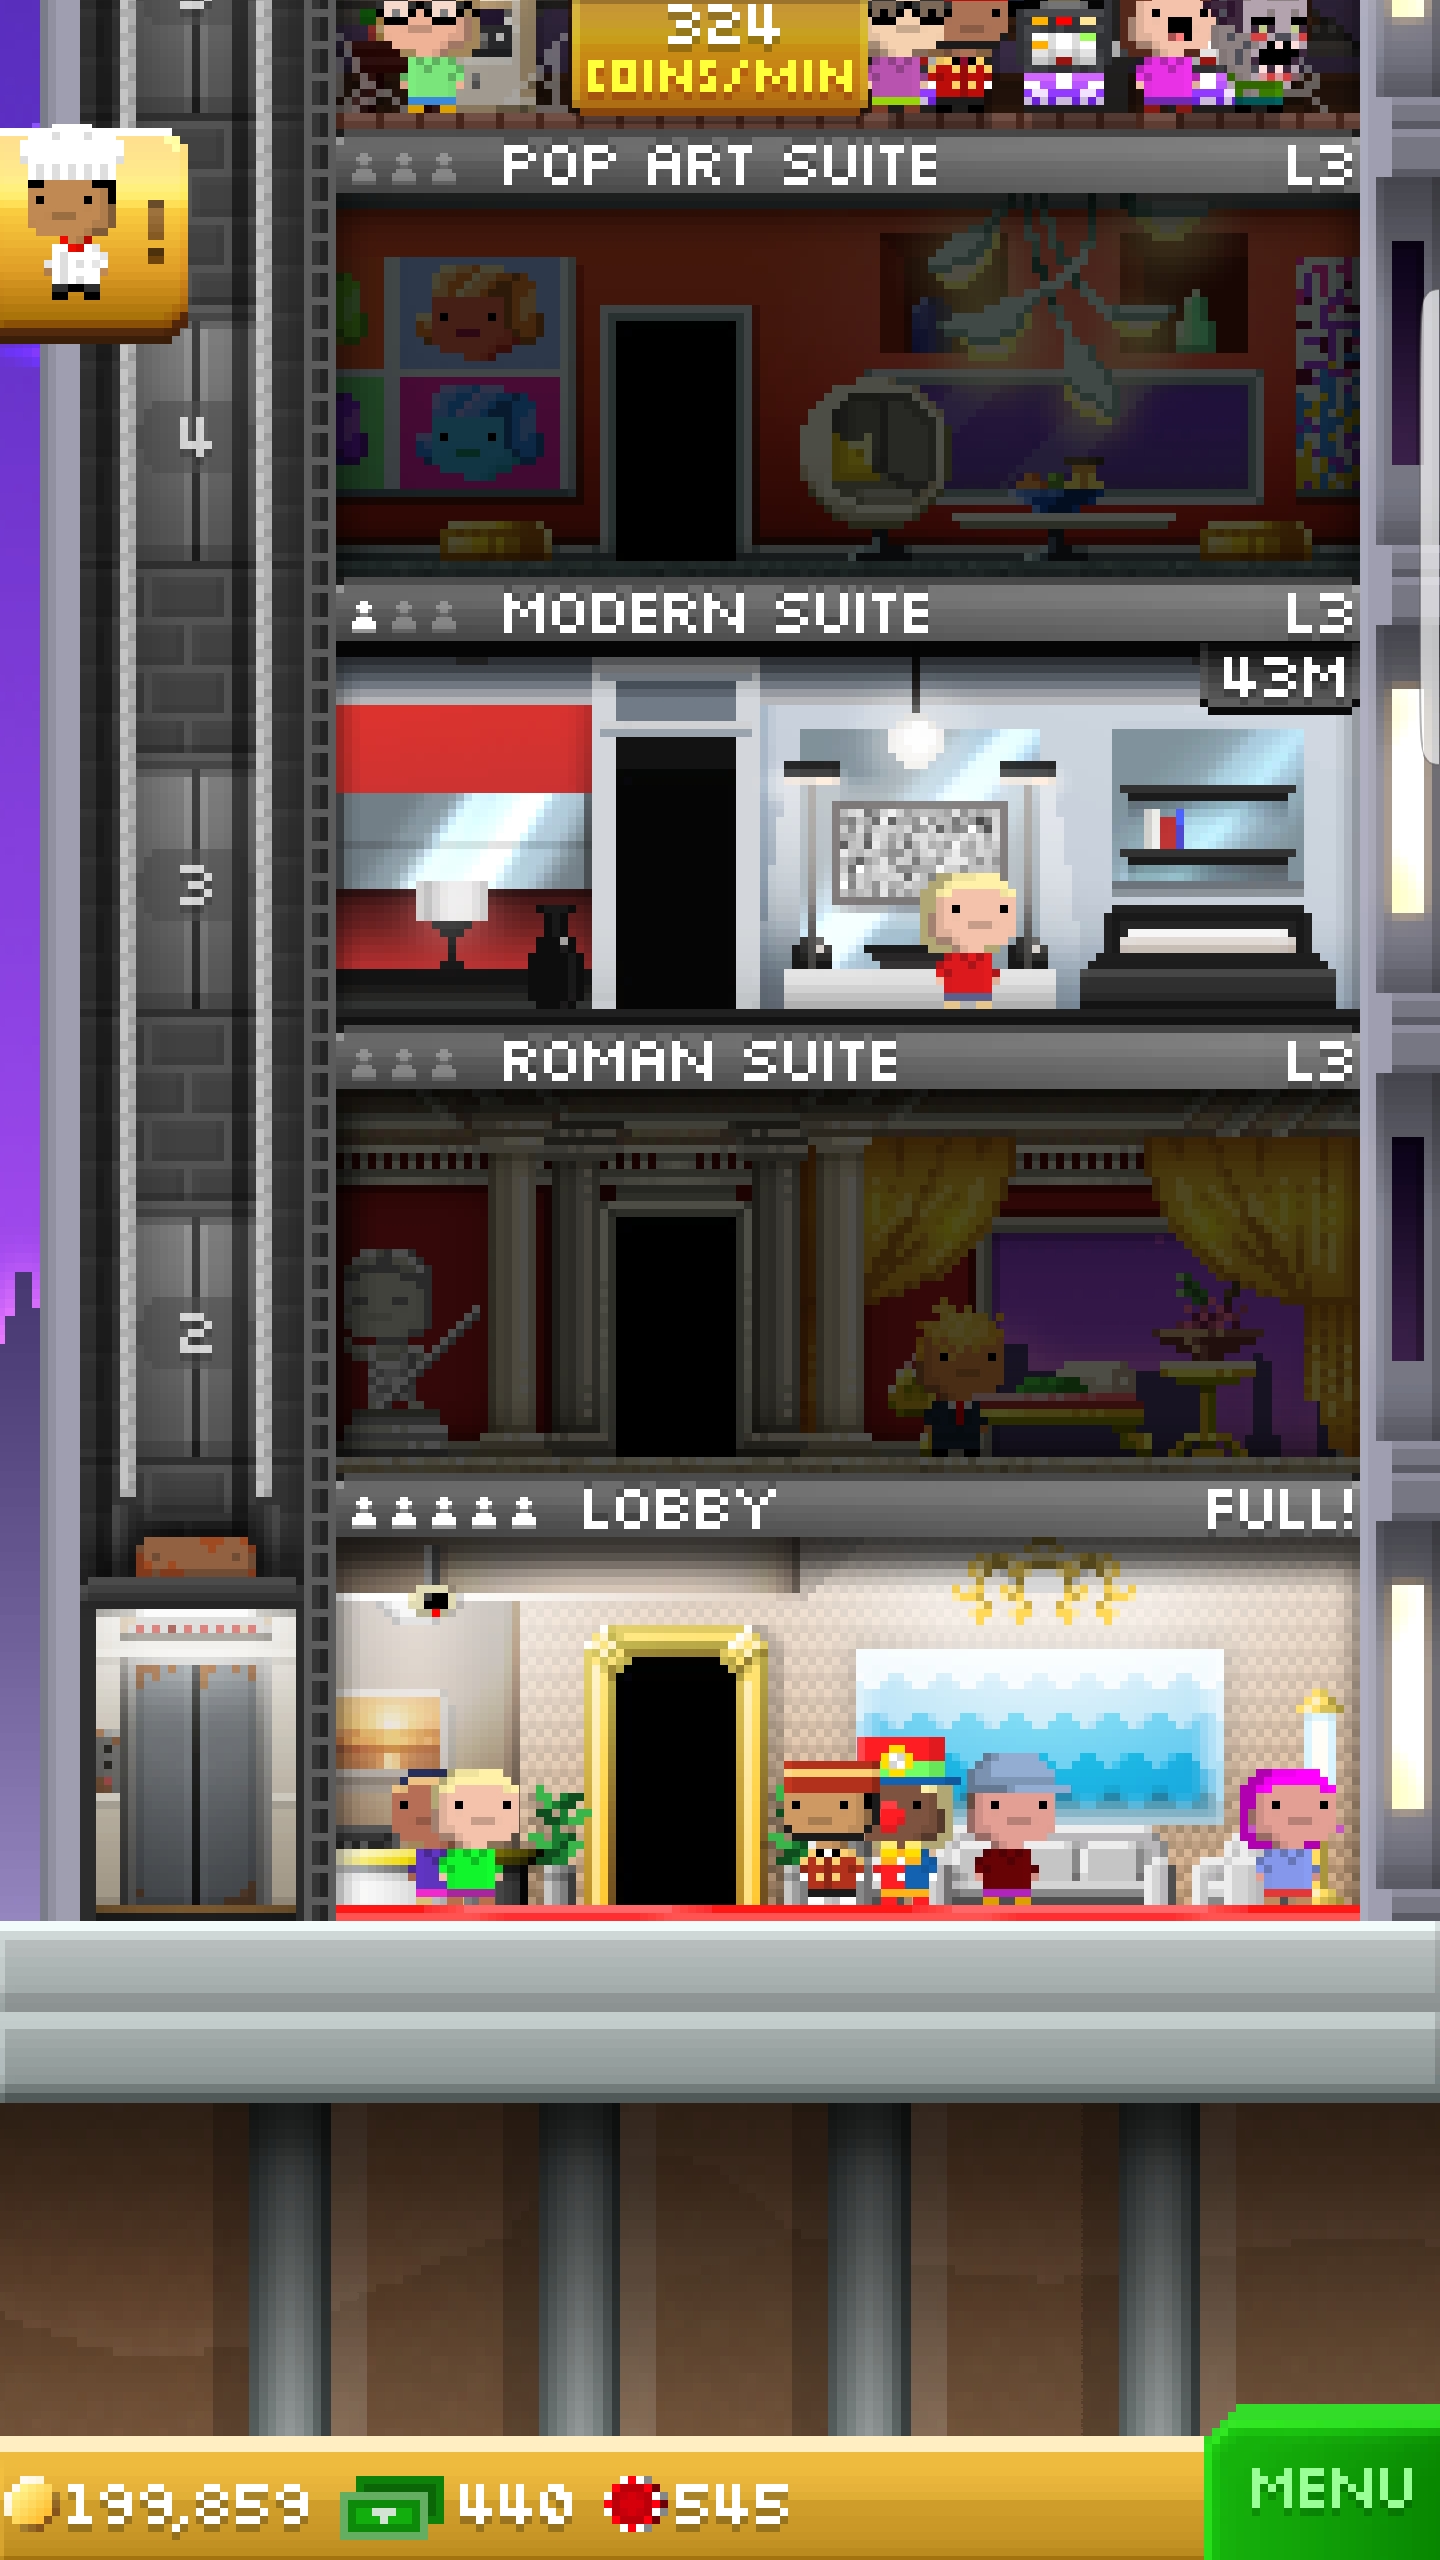 324
COINS/MIN
POP ART SUITE L3
!
4
MODERN SUITE L3
43M
3
ROMAN SUITE L3
2
LOBBY FULL!
199,859 440 545
MENU